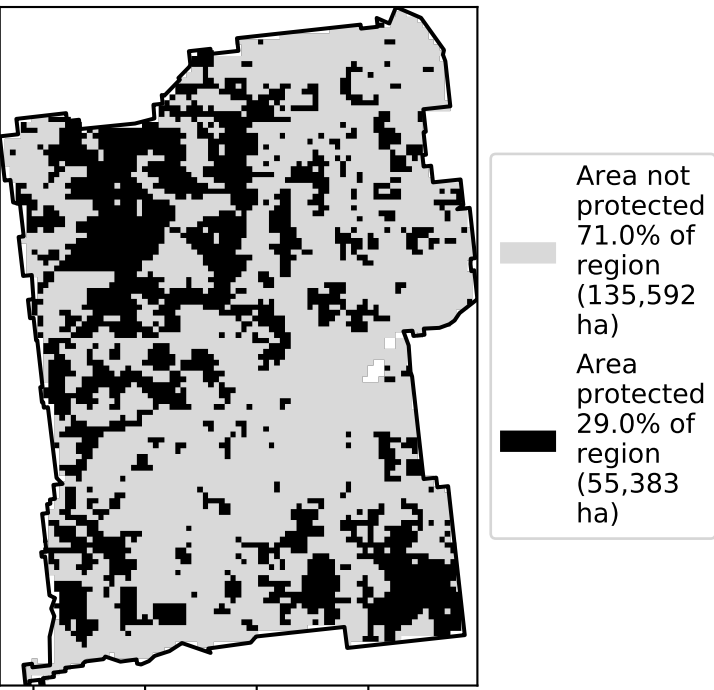 Area not
protected
71.0% of
region
(135,592
ha)
Area
protected
29.0% of
region
(55,383
ha)